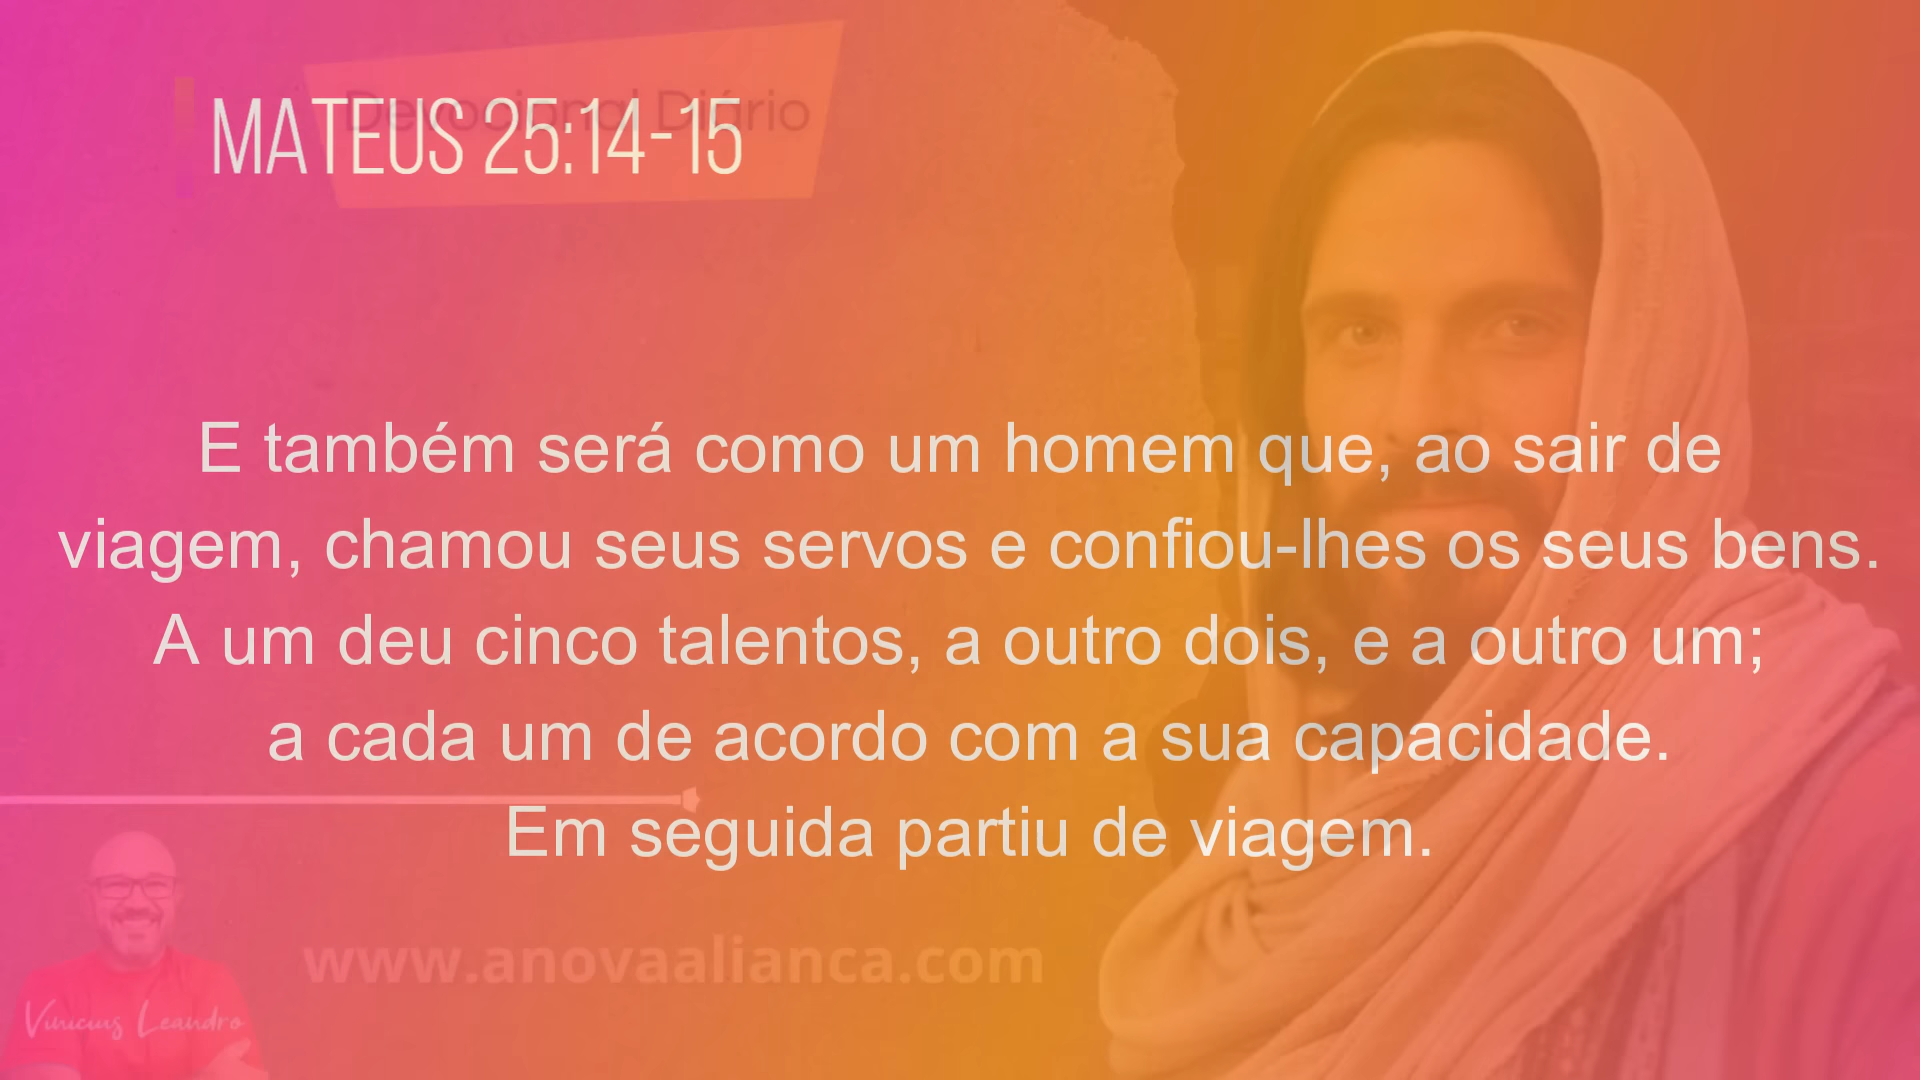 Devocional Diário
MATEUS 25:14-15
E também será como um homem que, ao sair de
viagem, chamou seus servos e confiou-lhes os seus bens.
A um deu cinco talentos, a outro dois, e a outro um;
a cada um de acordo com a sua capacidade.
Em seguida partiu de viagem.
www.anovaalianca.com
Vinicius Leandro